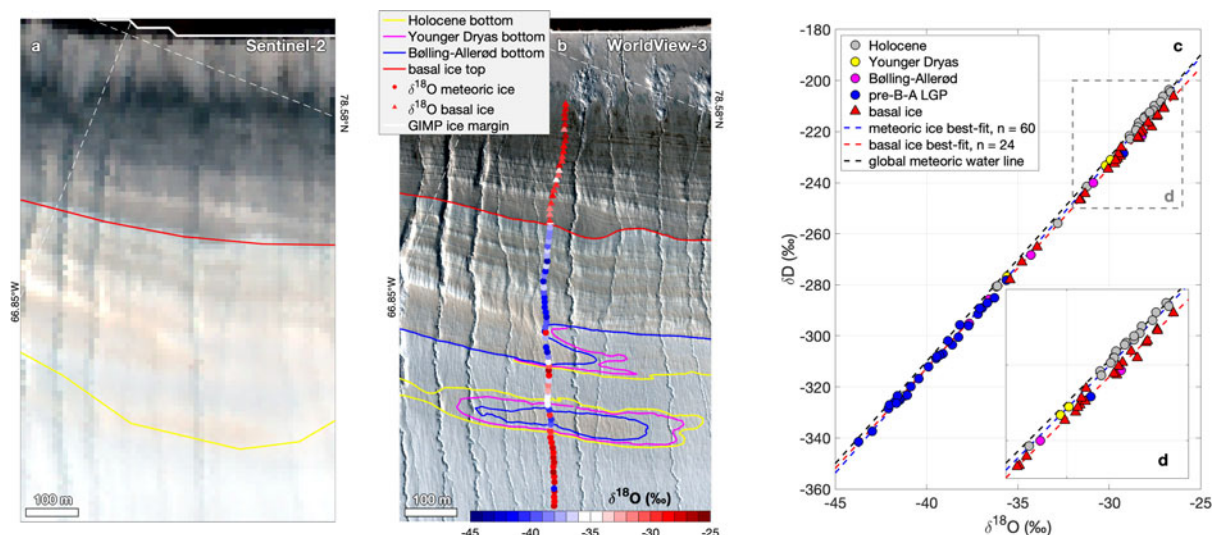 a
Sentinel-2
78.58°N
66.85°W
100 m
Holocene bottom
Younger Dryas bottom
Bølling-Allerød bottom
basal ice top
δ18O meteoric ice
δ18O basal ice
GIMP ice margin
b
WorldView-3
78.58°N
66.85°W
100 m
δ18O (‰)
-45 -40 -35 -30 -25
c
Holocene
Younger Dryas
Bølling-Allerød
pre-B-A LGP
basal ice
meteoric ice best-fit, n = 60
basal ice best-fit, n = 24
global meteoric water line
d
d
δD (‰)
-180
-200
-220
-240
-260
-280
-300
-320
-340
-360
-45 -40 -35 -30 -25
δ18O (‰)